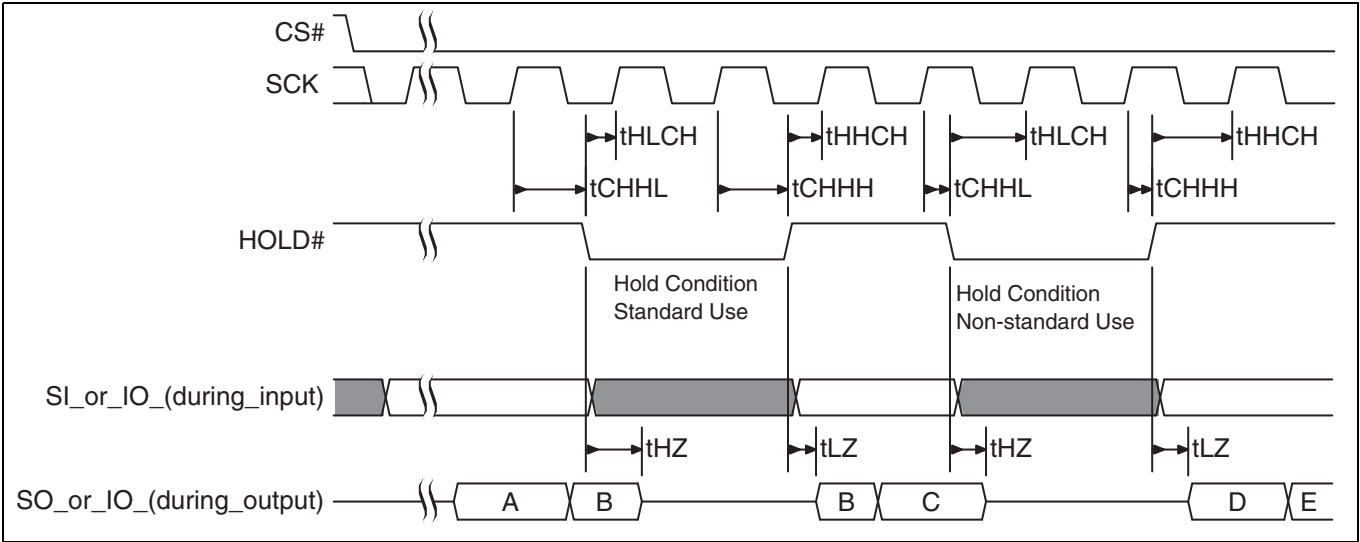 CS#
SCK
tHLCH
tHHCH
tHLCH
tHHCH
tCHHL
tCHHH
tCHHL
tCHHH
HOLD#
Hold Condition
Standard Use
Hold Condition
Non-standard Use
SI_or_IO_(during_input)
tHZ
tLZ
tHZ
tLZ
SO_or_IO_(during_output)
A
B
B
C
D
E